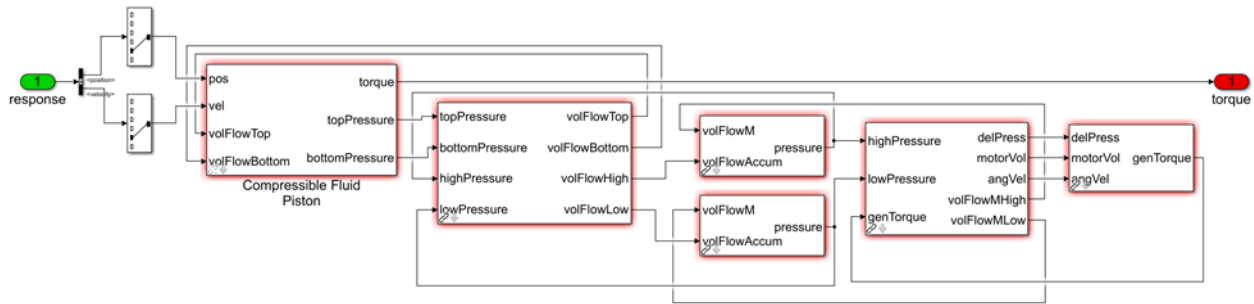 1
response
<position>
<velocity>
pos
vel
volFlowTop
volFlowBottom
torque
topPressure
bottomPressure
Compressible Fluid
Piston
topPressure
bottomPressure
highPressure
lowPressure
volFlowTop
volFlowBottom
volFlowHigh
volFlowLow
volFlowM
volFlowAccum
pressure
volFlowM
volFlowAccum
pressure
highPressure
lowPressure
genTorque
delPress
motorVol
angVel
volFlowMHigh
volFlowMLow
delPress
motorVol
angVel
genTorque
1
torque